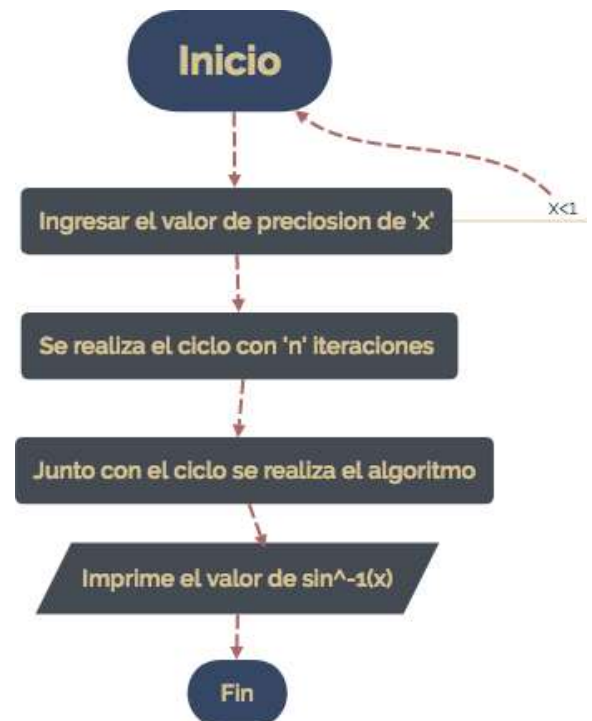 Inicio
Ingresar el valor de preciosion de 'x'
X<1
Se realiza el ciclo con 'n' iteraciones
Junto con el ciclo se realiza el algoritmo
Imprime el valor de sin^-1(x)
Fin